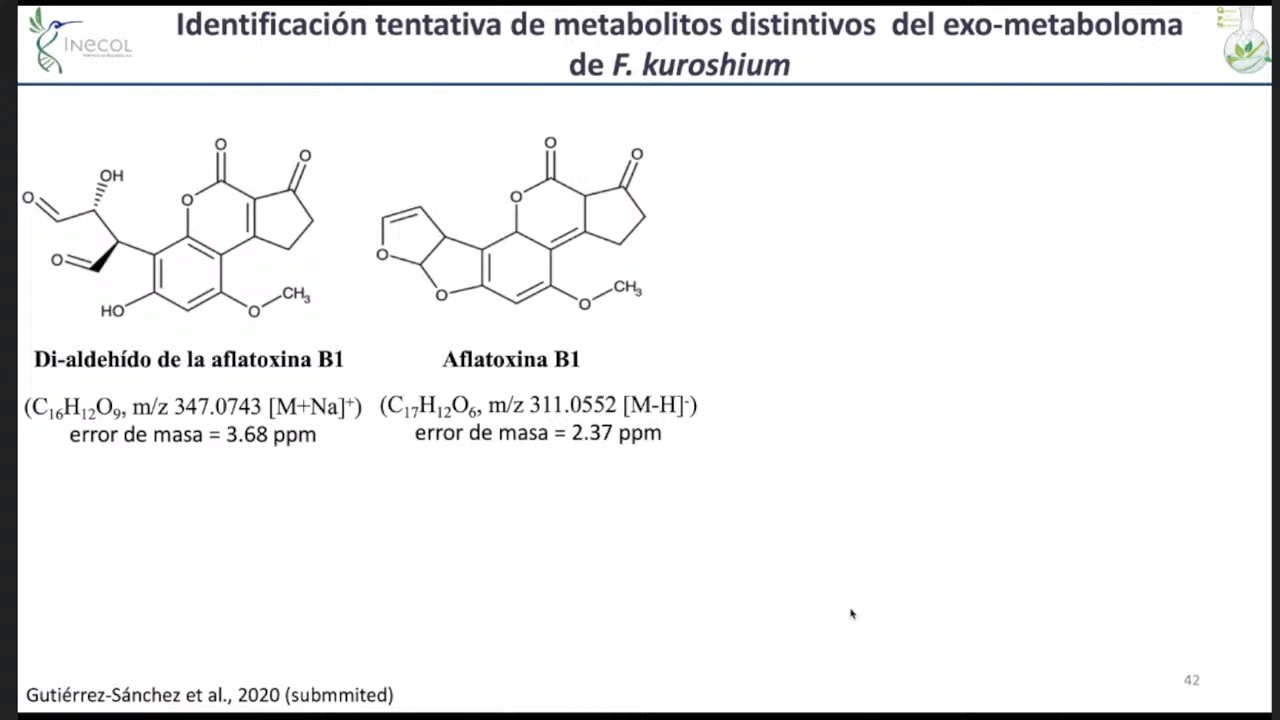 Identificación tentativa de metabolitos distintivos del exo-metaboloma
de F. kuroshium
INECOL
O
O
OH
O
O
O
HO
O
CH₃
O
O
O
O
O
O
CH₃
Di-aldehído de la aflatoxina B1
Aflatoxina B1
(C₁₆H₁₂O₉, m/z 347.0743 [M+Na]⁺)
error de masa = 3.68 ppm
(C₁₇H₁₂O₆, m/z 311.0552 [M-H]⁻)
error de masa = 2.37 ppm
42
Gutiérrez-Sánchez et al., 2020 (submmited)